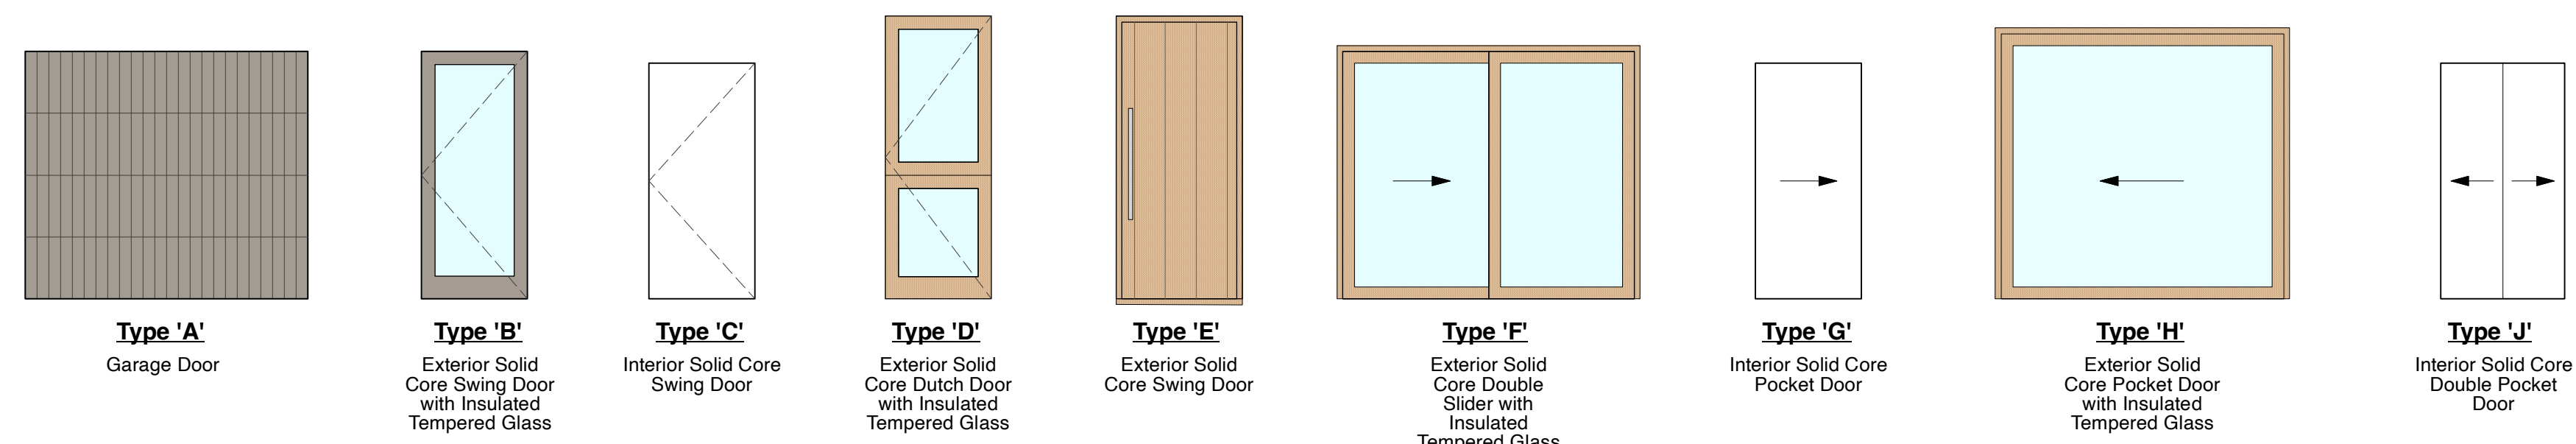 Type 'A'
Garage Door
Type 'B'
Exterior Solid
Core Swing Door
with Insulated
Tempered Glass
Type 'C'
Interior Solid Core
Swing Door
Type 'D'
Exterior Solid
Core Dutch Door
with Insulated
Tempered Glass
Type 'E'
Exterior Solid
Core Swing Door
Type 'F'
Exterior Solid
Core Double
Slider with
Insulated
Tempered Glass
Type 'G'
Interior Solid Core
Pocket Door
Type 'H'
Exterior Solid
Core Pocket Door
with Insulated
Tempered Glass
Type 'J'
Interior Solid Core
Double Pocket
Door